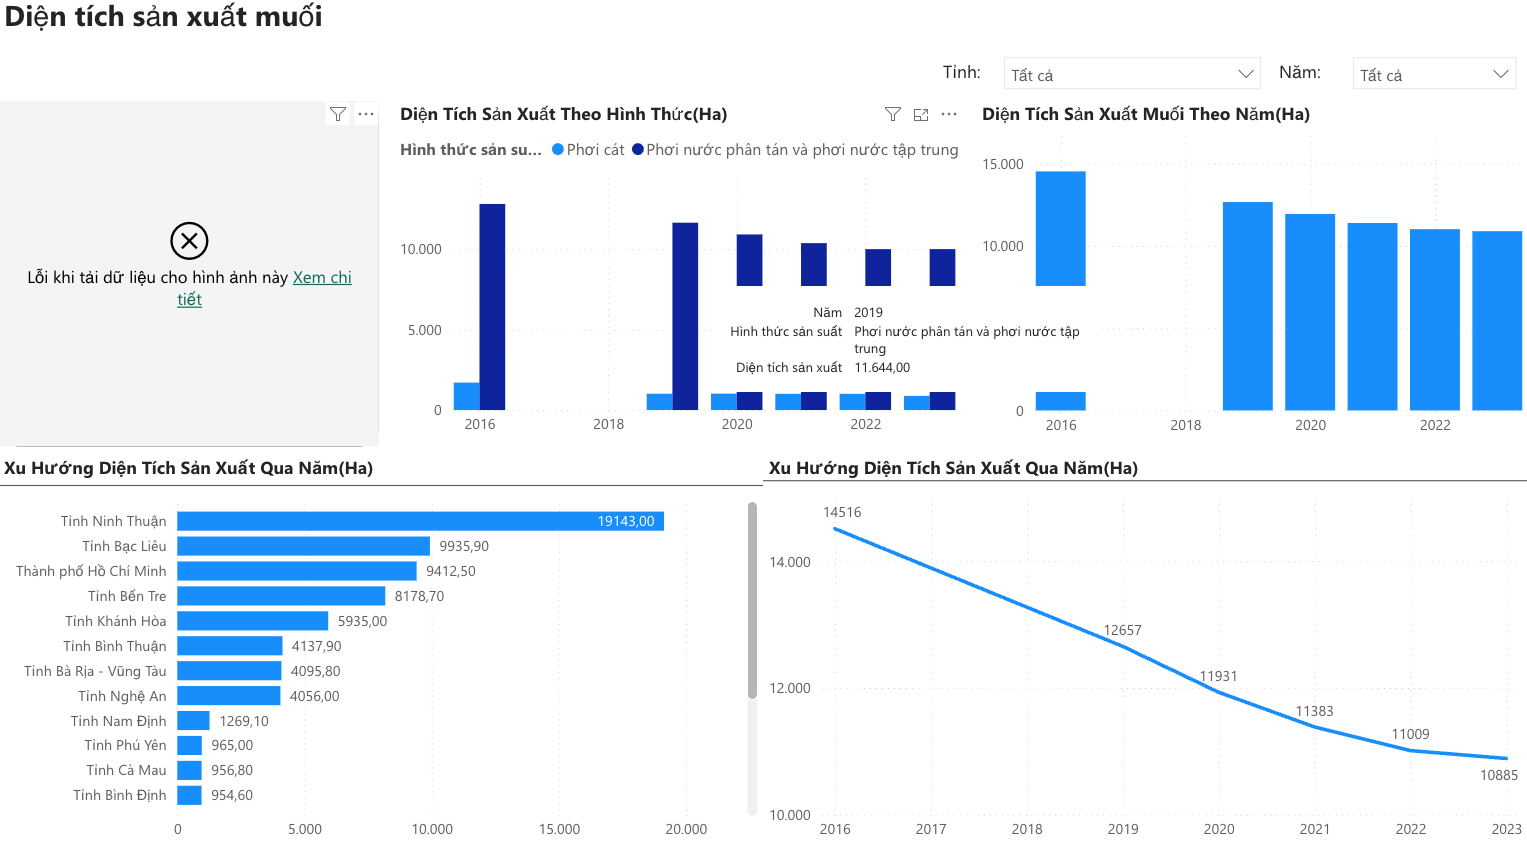 Diện tích sản xuất muối
Tỉnh:
Tất cả
Năm:
Tất cả
Lỗi khi tải dữ liệu cho hình ảnh này Xem chi
tiết
Diện Tích Sản Xuất Theo Hình Thức(Ha)
Hình thức sản su... Phơi cát Phơi nước phân tán và phơi nước tập trung
10.000
5.000
0
2016
2018
2020
2022
Năm 2019
Hình thức sản suất Phơi nước phân tán và phơi nước tập
trung
Diện tích sản xuất 11.644,00
Diện Tích Sản Xuất Muối Theo Năm(Ha)
15.000
10.000
0
2016
2018
2020
2022
Xu Hướng Diện Tích Sản Xuất Qua Năm(Ha)
Tỉnh Ninh Thuận 19143,00
Tỉnh Bạc Liêu 9935,90
Thành phố Hồ Chí Minh 9412,50
Tỉnh Bến Tre 8178,70
Tỉnh Khánh Hòa 5935,00
Tỉnh Bình Thuận 4137,90
Tỉnh Bà Rịa - Vũng Tàu 4095,80
Tỉnh Nghệ An 4056,00
Tỉnh Nam Định 1269,10
Tỉnh Phú Yên 965,00
Tỉnh Cà Mau 956,80
Tỉnh Bình Định 954,60
0
5.000
10.000
15.000
20.000
Xu Hướng Diện Tích Sản Xuất Qua Năm(Ha)
14516
14.000
12657
12.000
11931
11383
11009
10885
10.000
2016
2017
2018
2019
2020
2021
2022
2023